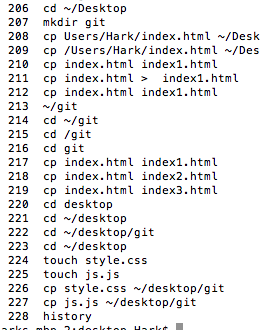 206 cd ~/Desktop
207 mkdir git
208 cp Users/Hark/index.html ~/Desk
209 cp /Users/Hark/index.html ~/Des
210 cp index.html index1.html
211 cp index.html > index1.html
212 cp index.html index1.html
213 ~/git
214 cd ~/git
215 cd /git
216 cd git
217 cp index.html index1.html
218 cp index.html index2.html
219 cp index.html index3.html
220 cd desktop
221 cd ~/desktop
222 cd ~/desktop/git
223 cd ~/desktop
224 touch style.css
225 touch js.js
226 cp style.css ~/desktop/git
227 cp js.js ~/desktop/git
228 history
arks-mbp-2:desktop Hark$